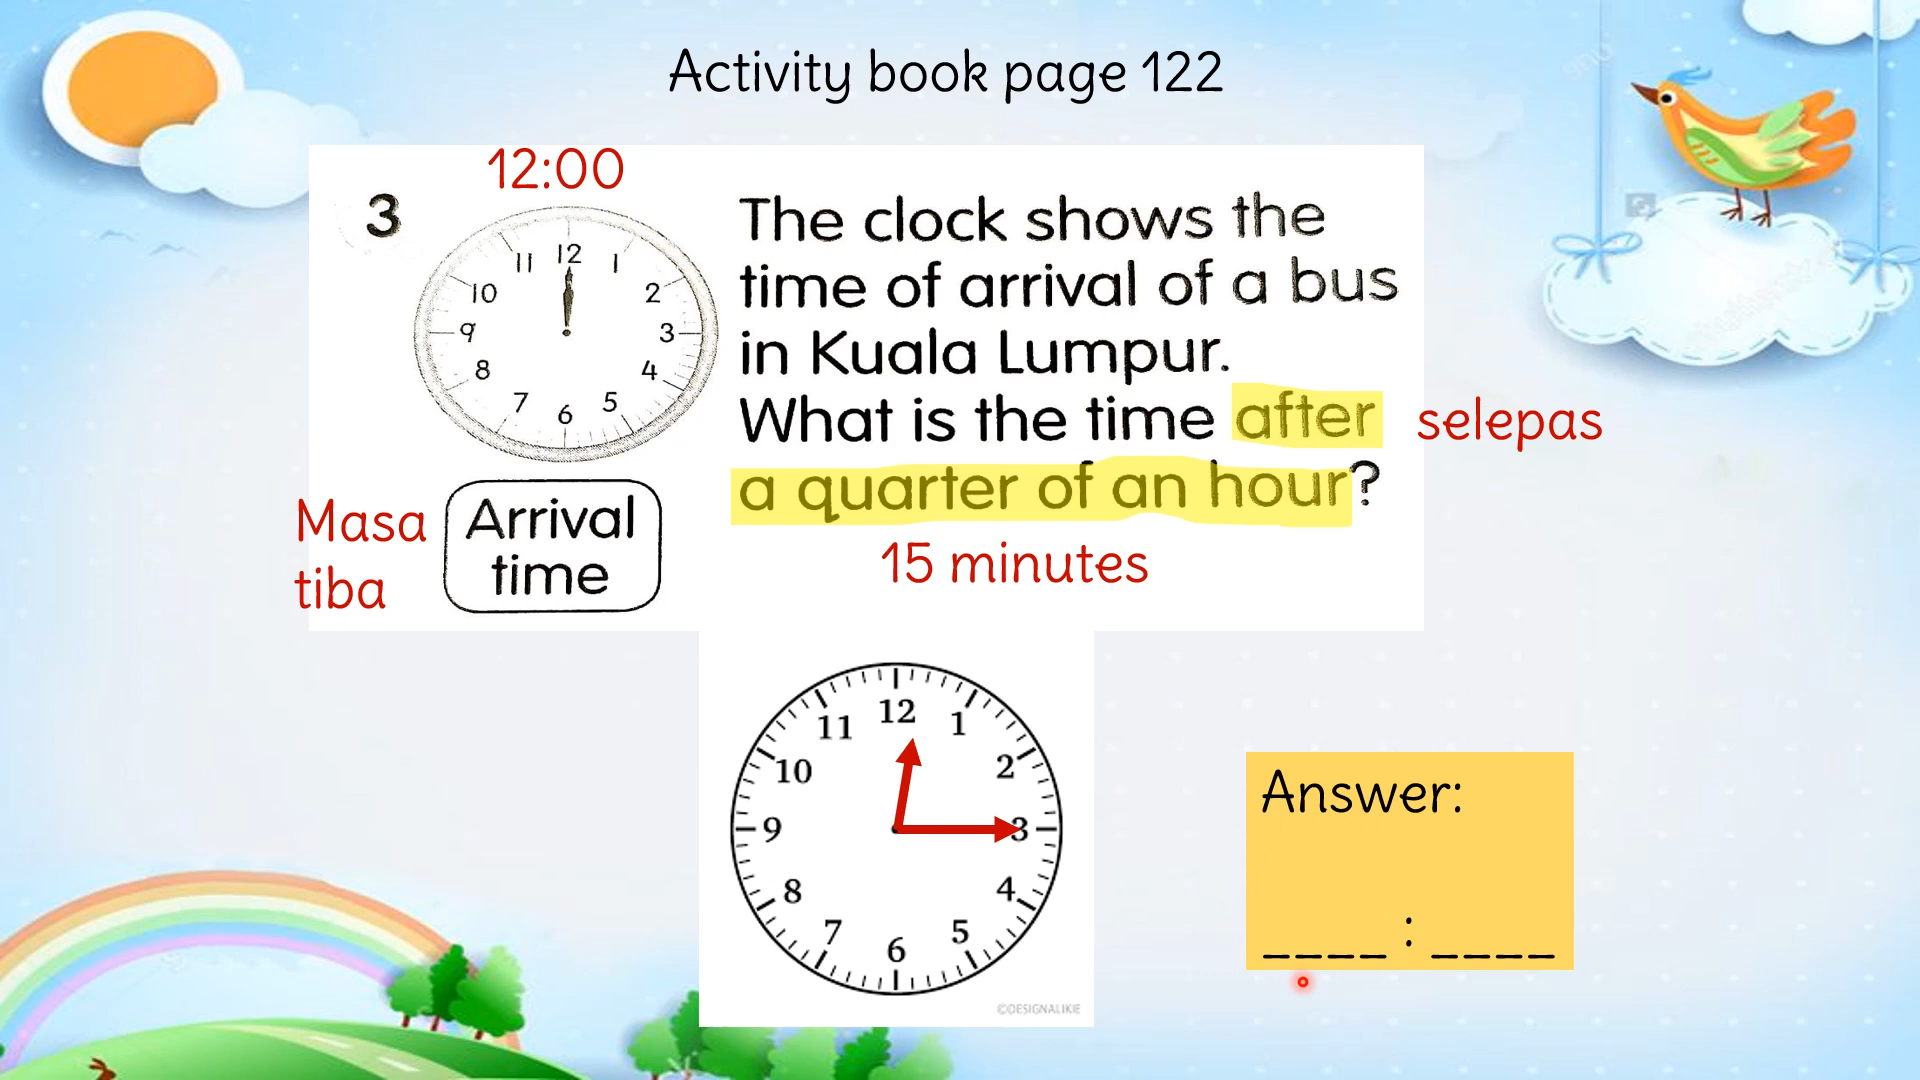 Activity book page 122
12:00
3
12
11
1
10
2
9
3
8
4
7
5
6
The clock shows the
time of arrival of a bus
in Kuala Lumpur.
What is the time after
a quarter of an hour?
selepas
15 minutes
Masa
tiba
Arrival
time
12
11
1
10
2
9
3
8
4
7
5
6
©DESIGNALIKIE
Answer:
____ : ____